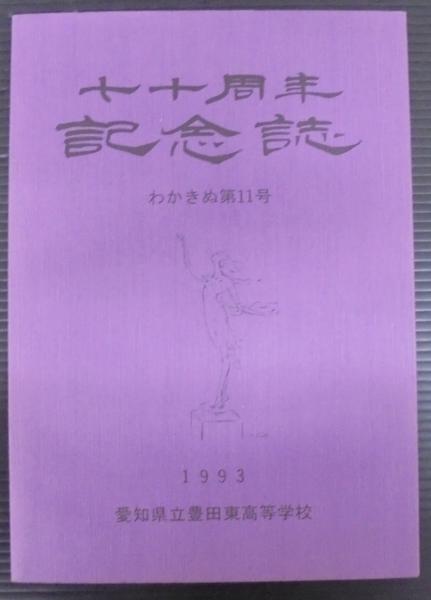 七十周年
記念誌
わかきぬ第11号
1993
愛知県立豊田東高等学校